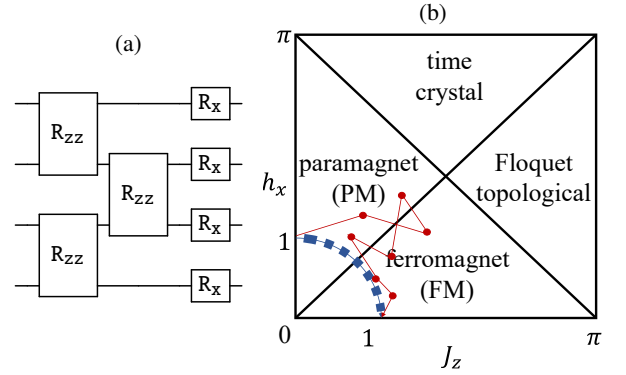 (a)
R_zz
R_zz
R_zz
R_x
R_x
R_x
R_x
(b)
π
h_x
1
0
1
π
J_z
time
crystal
paramagnet
(PM)
Floquet
topological
ferromagnet
(FM)